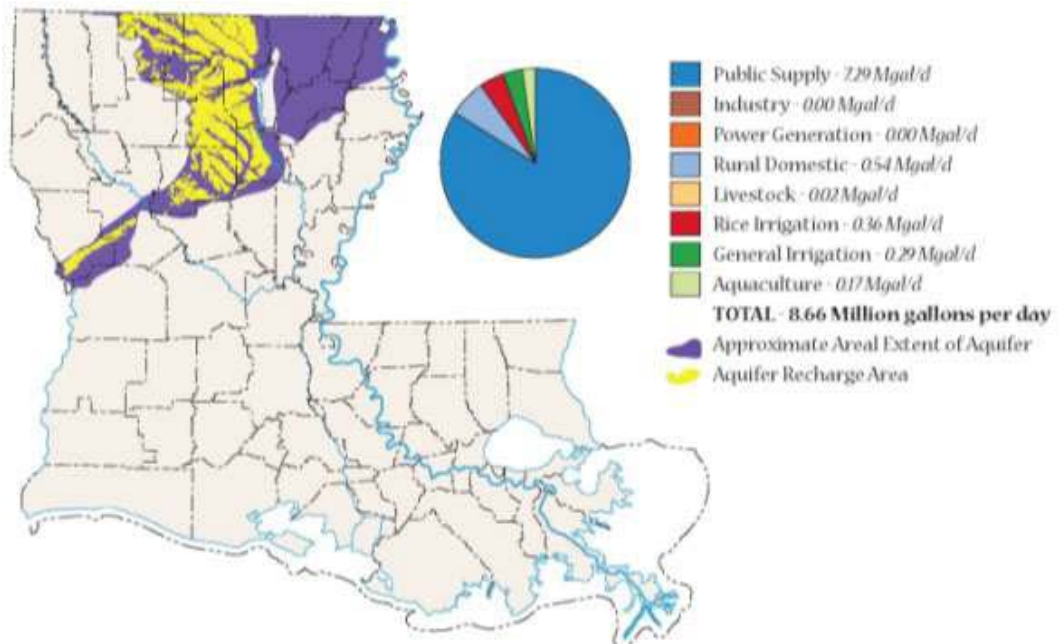 Public Supply - 7.29 Mgal/d
Industry - 0.00 Mgal/d
Power Generation - 0.00 Mgal/d
Rural Domestic - 0.54 Mgal/d
Livestock - 0.02 Mgal/d
Rice Irrigation - 0.36 Mgal/d
General Irrigation - 0.29 Mgal/d
Aquaculture - 0.17 Mgal/d
TOTAL - 8.66 Million gallons per day
Approximate Areal Extent of Aquifer
Aquifer Recharge Area